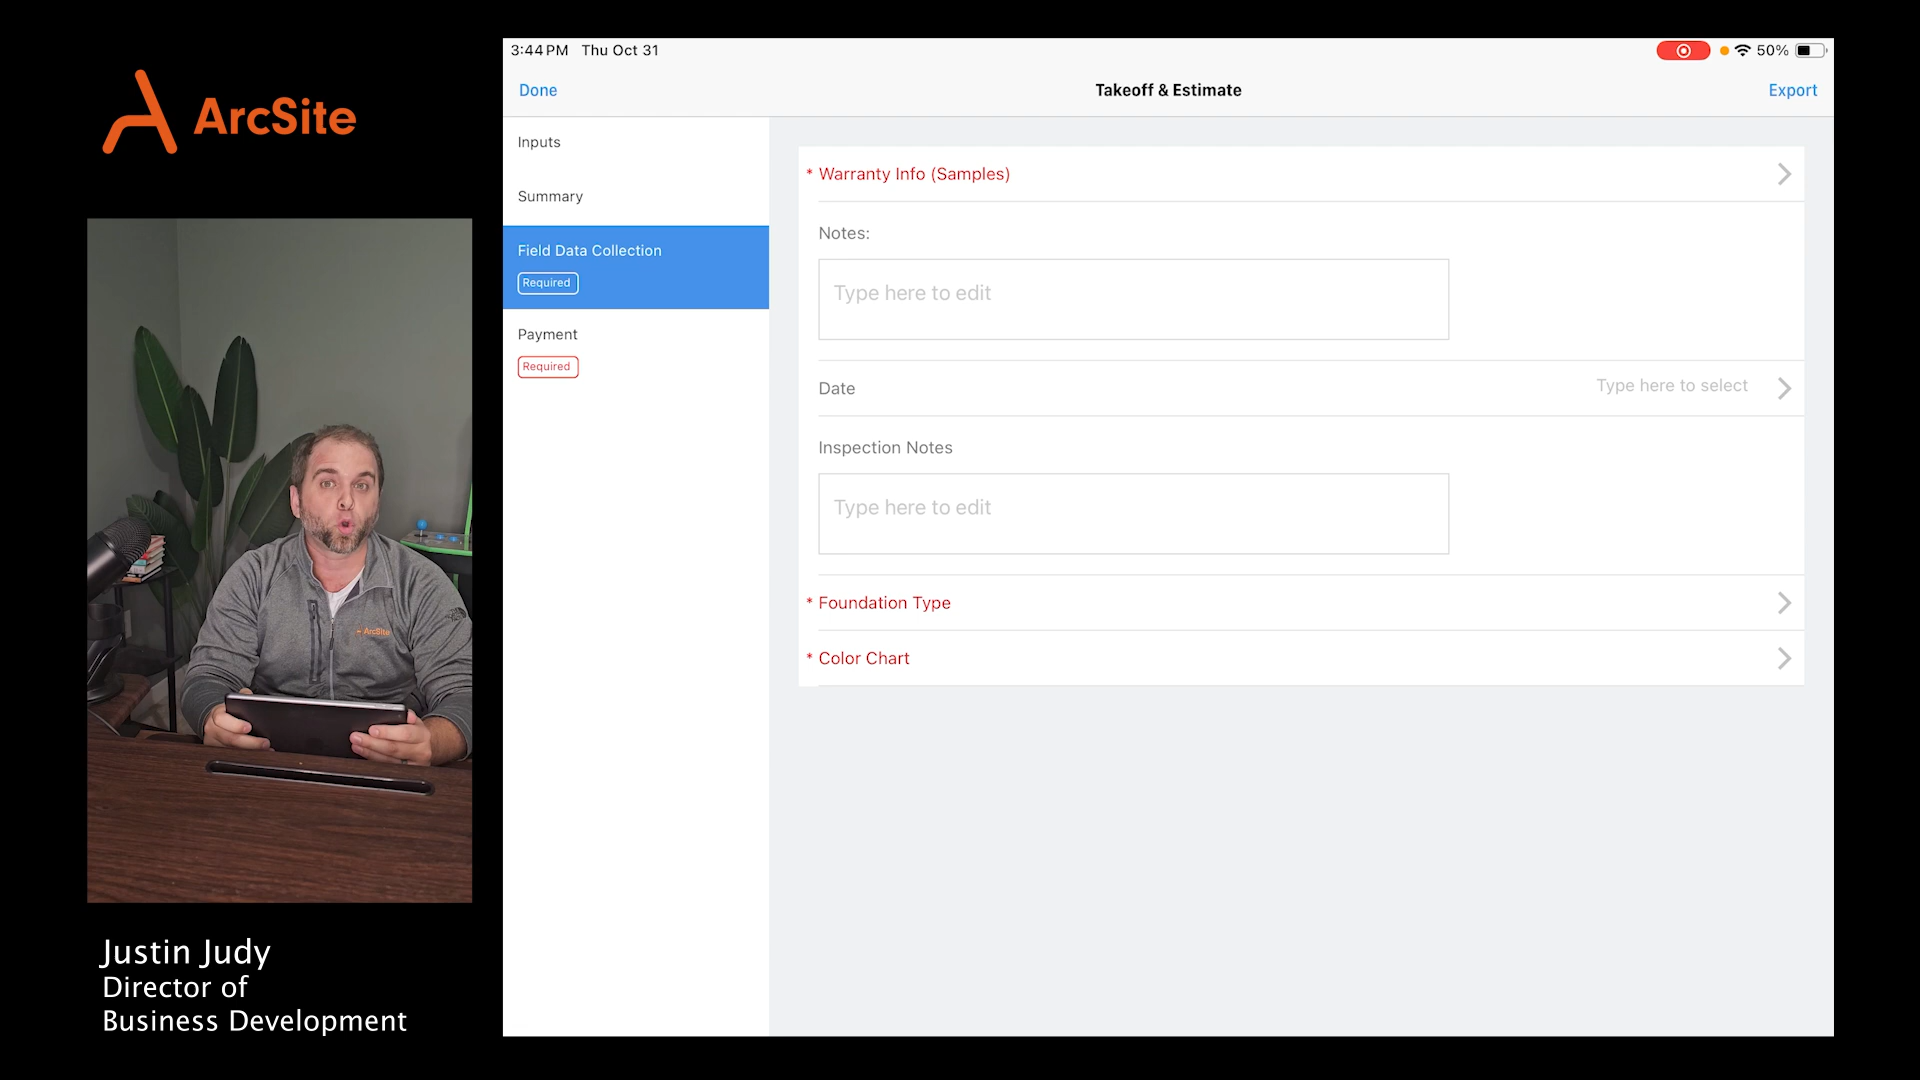 ArcSite
3:44 PM Thu Oct 31
50%
Done
Takeoff & Estimate
Export
Inputs
Summary
Field Data Collection
Required
Payment
Required
* Warranty Info (Samples)
Notes:
Type here to edit
Date
Type here to select
Inspection Notes
Type here to edit
* Foundation Type
* Color Chart
ArcSite
Justin Judy
Director of
Business Development